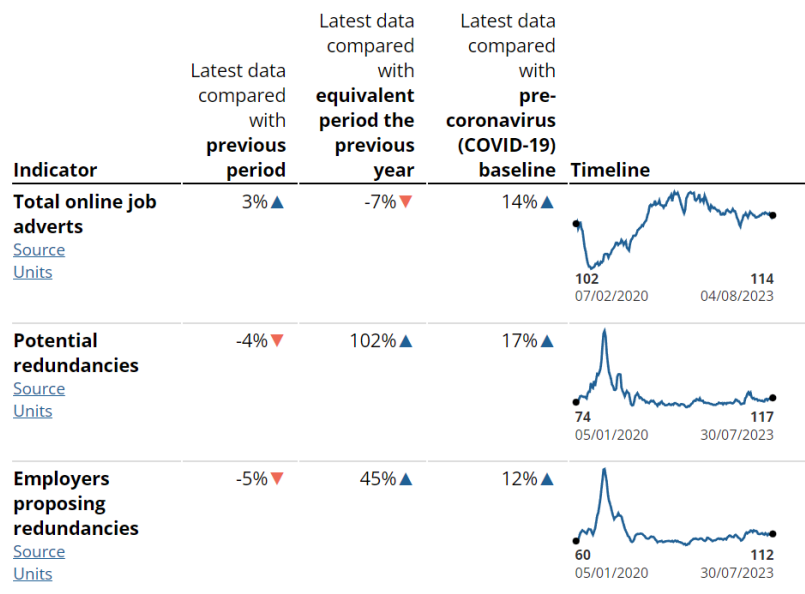 Latest data
compared
with
previous
period
Latest data
compared
with
equivalent
period the
previous
year
Latest data
compared
with
pre-
coronavirus
(COVID-19)
baseline
Indicator
Timeline
Total online job
adverts
Source
Units
3%▲
-7%▼
14%▲
102
114
07/02/2020
04/08/2023
Potential
redundancies
Source
Units
-4%▼
102%▲
17%▲
74
117
05/01/2020
30/07/2023
Employers
proposing
redundancies
Source
Units
-5%▼
45%▲
12%▲
60
112
05/01/2020
30/07/2023